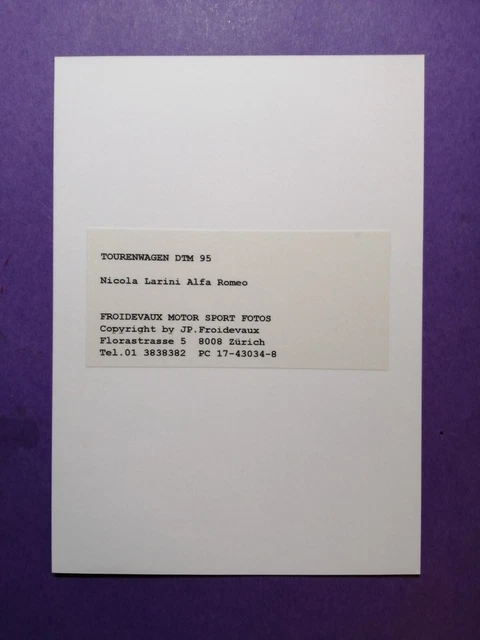 TOURENWAGEN DTM 95
Nicola Larini Alfa Romeo
FROIDEVAUX MOTOR SPORT FOTOS
Copyright by JP.Froidevaux
Florastrasse 5  8008 Zürich
Tel.01 3838382  PC 17-43034-8